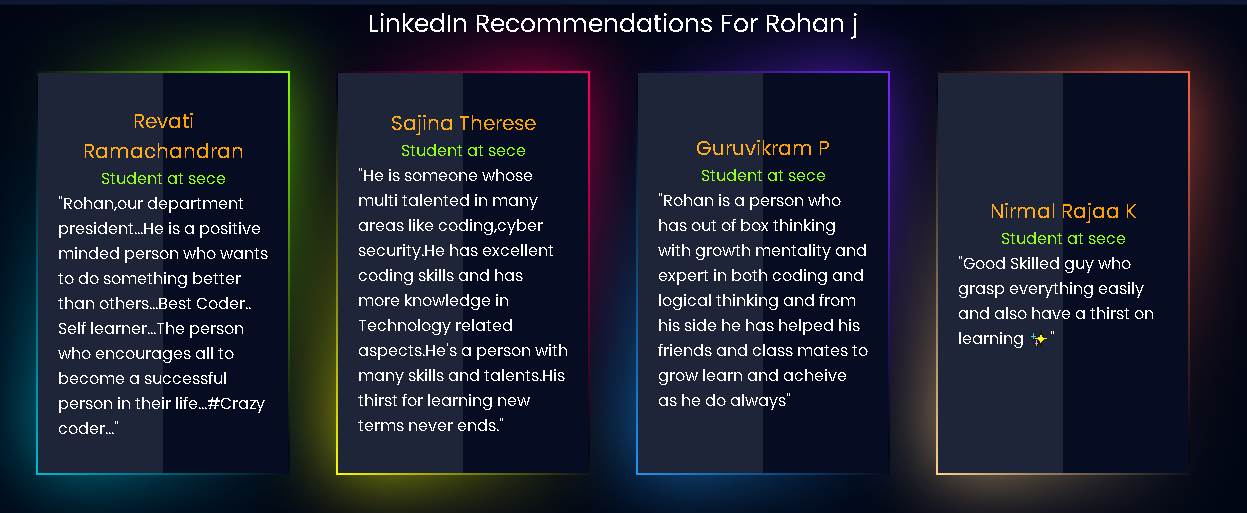 LinkedIn Recommendations For Rohan j
Revati
Ramachandran
Student at sece
"Rohan,our department
president...He is a positive
minded person who wants
to do something better
than others...Best Coder..
Self learner...The person
who encourages all to
become a successful
person in their life...#Crazy
coder..."
Sajina Therese
Student at sece
"He is someone whose
multi talented in many
areas like coding,cyber
security.He has excellent
coding skills and has
more knowledge in
Technology related
aspects.He's a person with
many skills and talents.His
thirst for learning new
terms never ends."
Guruvikram P
Student at sece
"Rohan is a person who
has out of box thinking
with growth mentality and
expert in both coding and
logical thinking and from
his side he has helped his
friends and class mates to
grow learn and acheive
as he do always"
Nirmal Rajaa K
Student at sece
"Good Skilled guy who
grasp everything easily
and also have a thirst on
learning ✨"